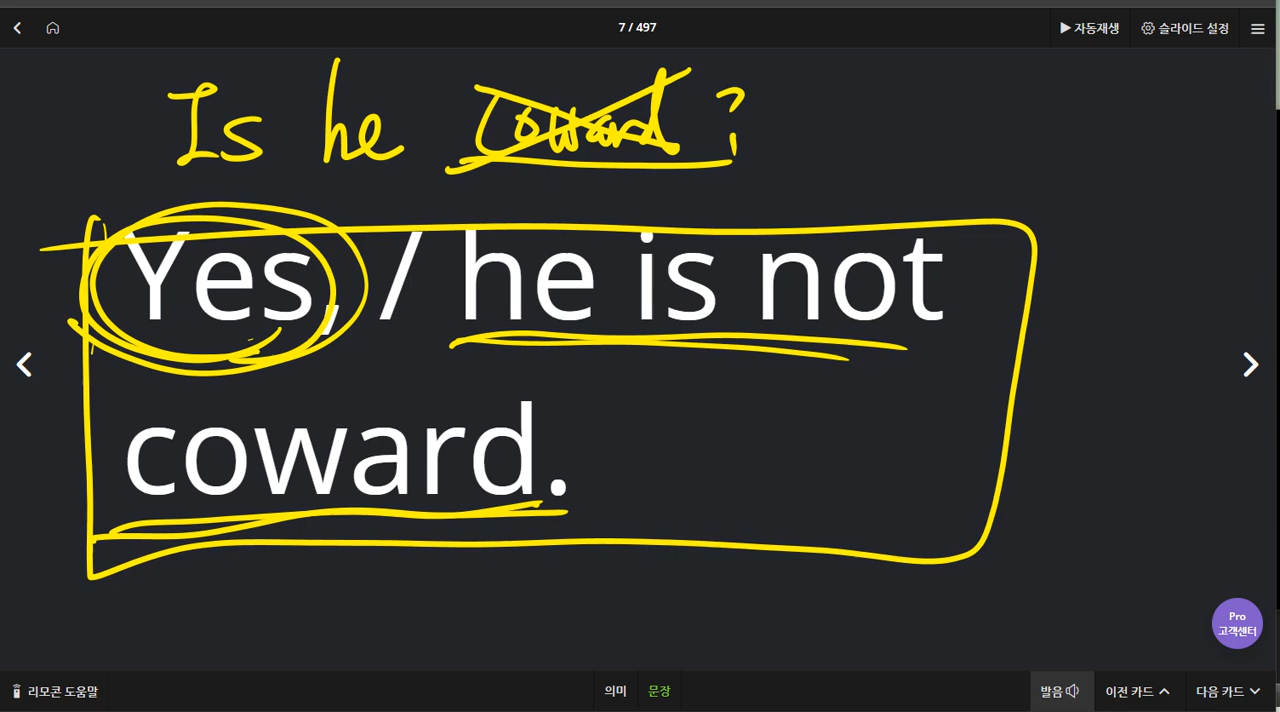 7 / 497
자동재생
슬라이드 설정
Is he coward ?
Yes, / he is not
coward.
Pro
고객센터
리모콘 도움말
의미
문장
발음
이전 카드
다음 카드